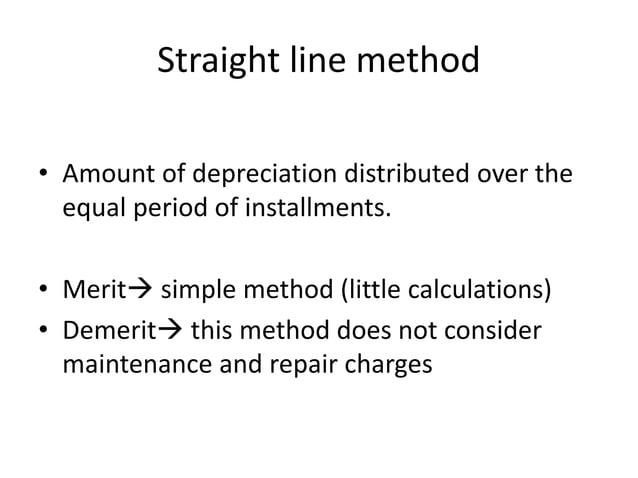 Straight line method
• Amount of depreciation distributed over the
equal period of installments.
• Merit→ simple method (little calculations)
• Demerit→ this method does not consider
maintenance and repair charges